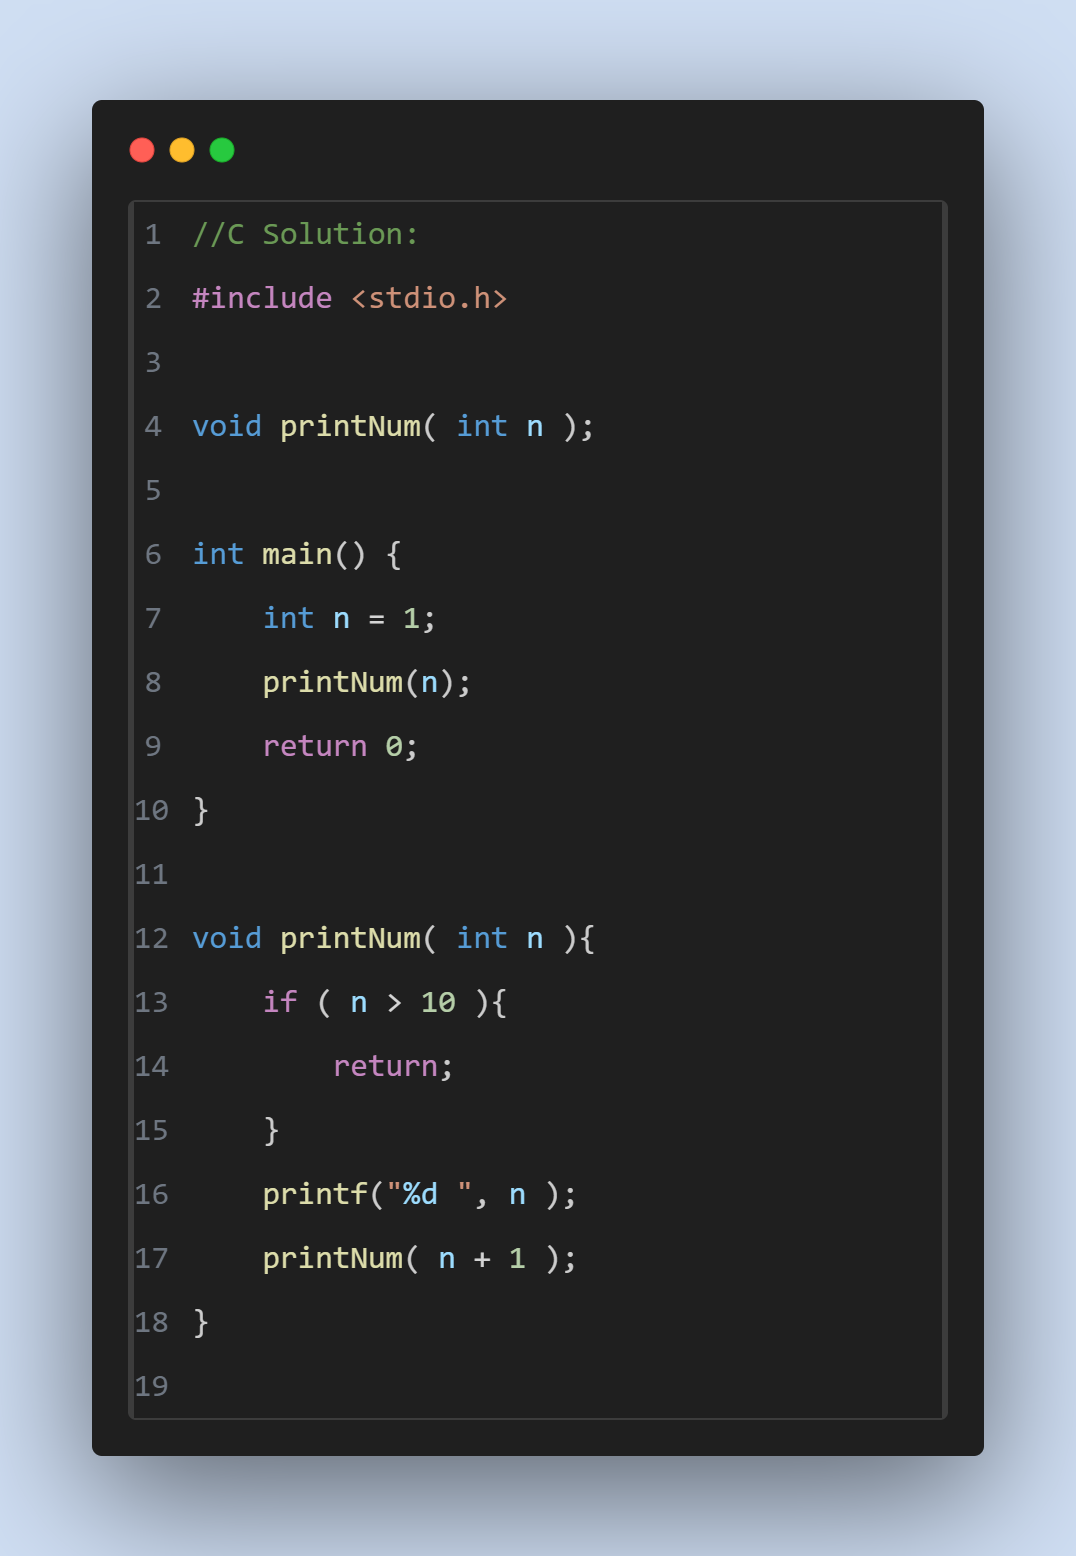 1 //C Solution:
2 #include <stdio.h>
3
4 void printNum( int n );
5
6 int main() {
7     int n = 1;
8     printNum(n);
9     return 0;
10 }
11
12 void printNum( int n ){
13     if ( n > 10 ){
14         return;
15     }
16     printf("%d ", n );
17     printNum( n + 1 );
18 }
19